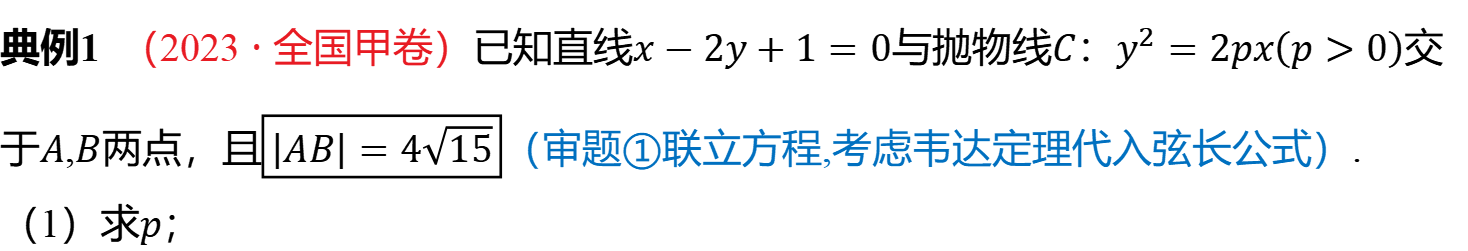 典例1 （2023·全国甲卷）已知直线x − 2y + 1 = 0与抛物线C：y² = 2px(p > 0)交
于A,B两点，且|AB| = 4√15（审题①联立方程,考虑韦达定理代入弦长公式）.
（1）求p；